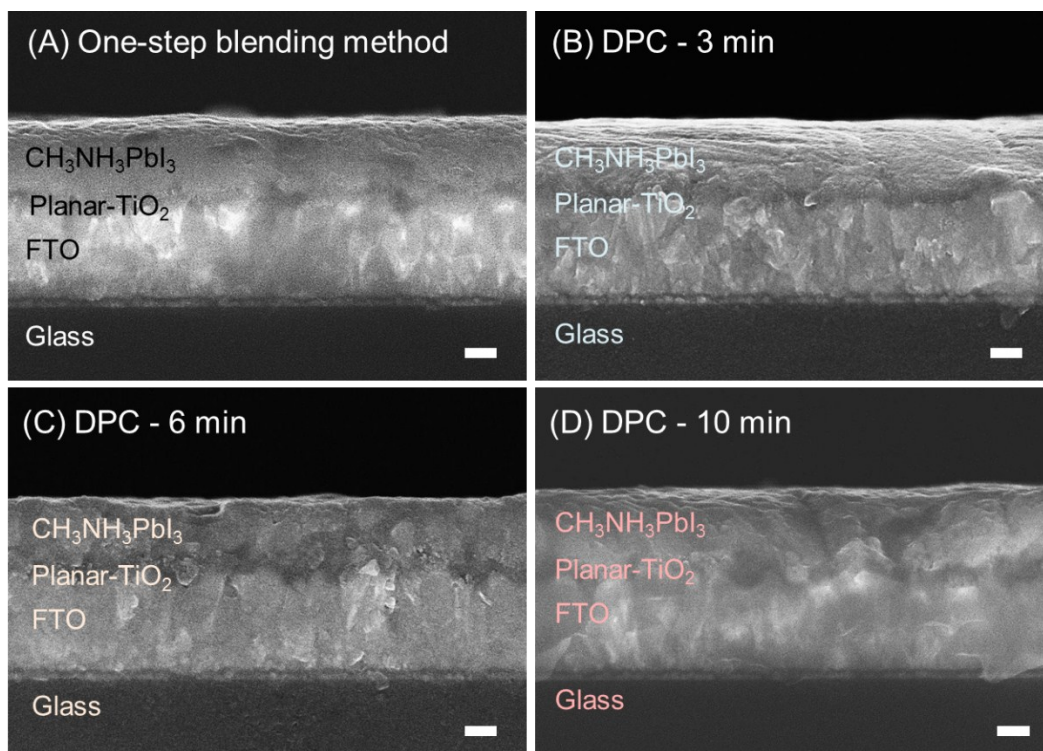 (A) One-step blending method
CH₃NH₃PbI₃
Planar-TiO₂
FTO
Glass
(B) DPC - 3 min
CH₃NH₃PbI₃
Planar-TiO₂
FTO
Glass
(C) DPC - 6 min
CH₃NH₃PbI₃
Planar-TiO₂
FTO
Glass
(D) DPC - 10 min
CH₃NH₃PbI₃
Planar-TiO₂
FTO
Glass